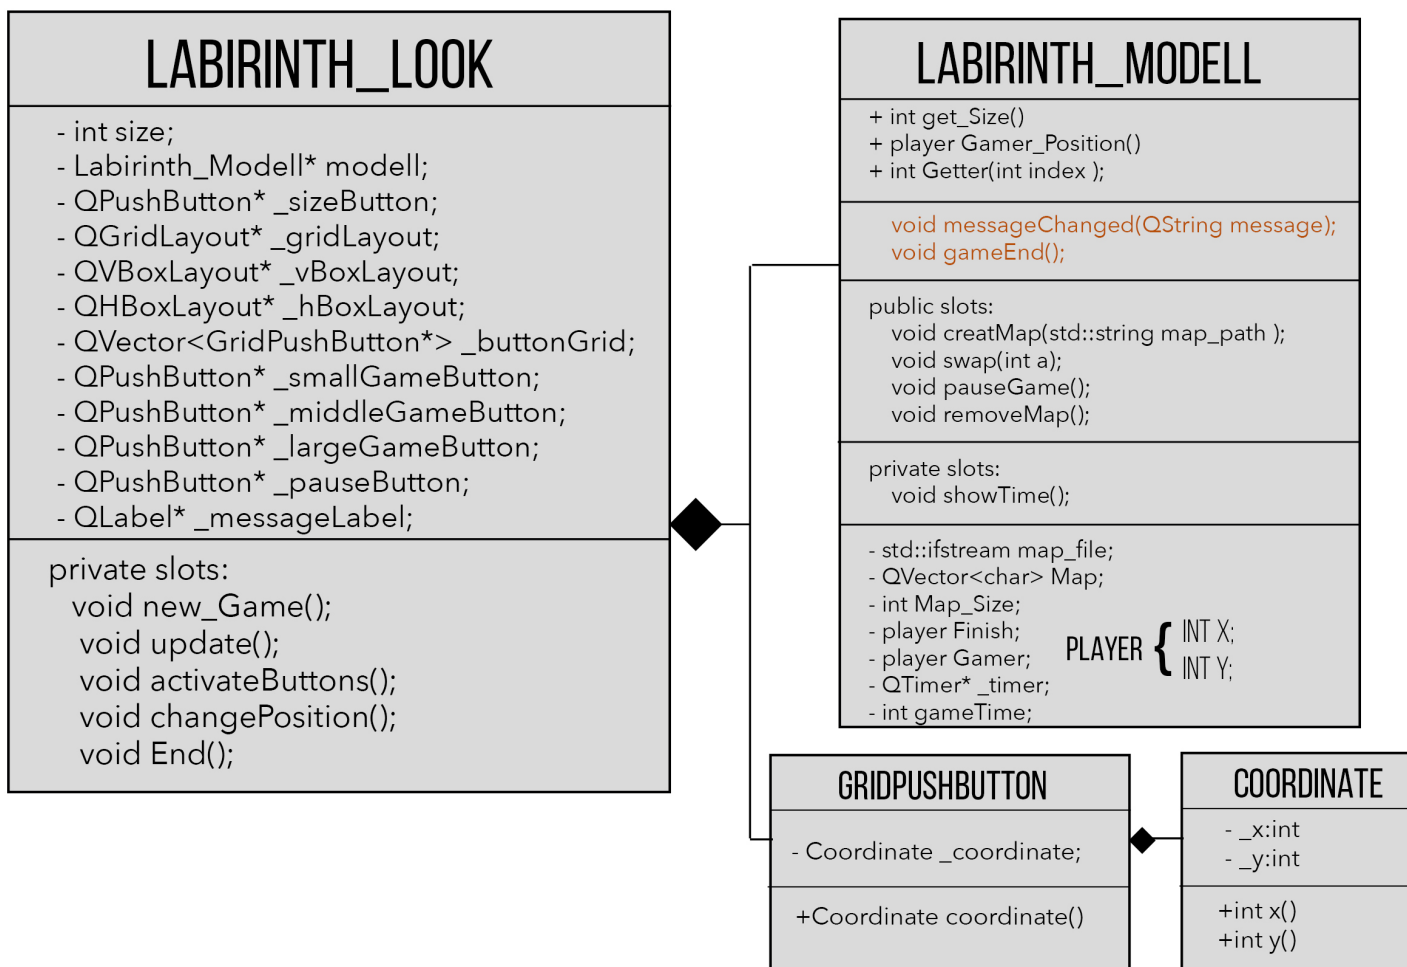 LABIRINTH_LOOK
- int size;
- Labirinth_Modell* modell;
- QPushButton* _sizeButton;
- QGridLayout* _gridLayout;
- QVBoxLayout* _vBoxLayout;
- QHBoxLayout* _hBoxLayout;
- QVector<GridPushButton*> _buttonGrid;
- QPushButton* _smallGameButton;
- QPushButton* _middleGameButton;
- QPushButton* _largeGameButton;
- QPushButton* _pauseButton;
- QLabel* _messageLabel;
private slots:
void new_Game();
void update();
void activateButtons();
void changePosition();
void End();
LABIRINTH_MODELL
+ int get_Size()
+ player Gamer_Position()
+ int Getter(int index );
void messageChanged(QString message);
void gameEnd();
public slots:
void creatMap(std::string map_path );
void swap(int a);
void pauseGame();
void removeMap();
private slots:
void showTime();
- std::ifstream map_file;
- QVector<char> Map;
- int Map_Size;
- player Finish;
- player Gamer;
- QTimer* _timer;
- int gameTime;
PLAYER {
INT X;
INT Y;
GRIDPUSHBUTTON
- Coordinate _coordinate;
+Coordinate coordinate()
COORDINATE
- _x:int
- _y:int
+int x()
+int y()